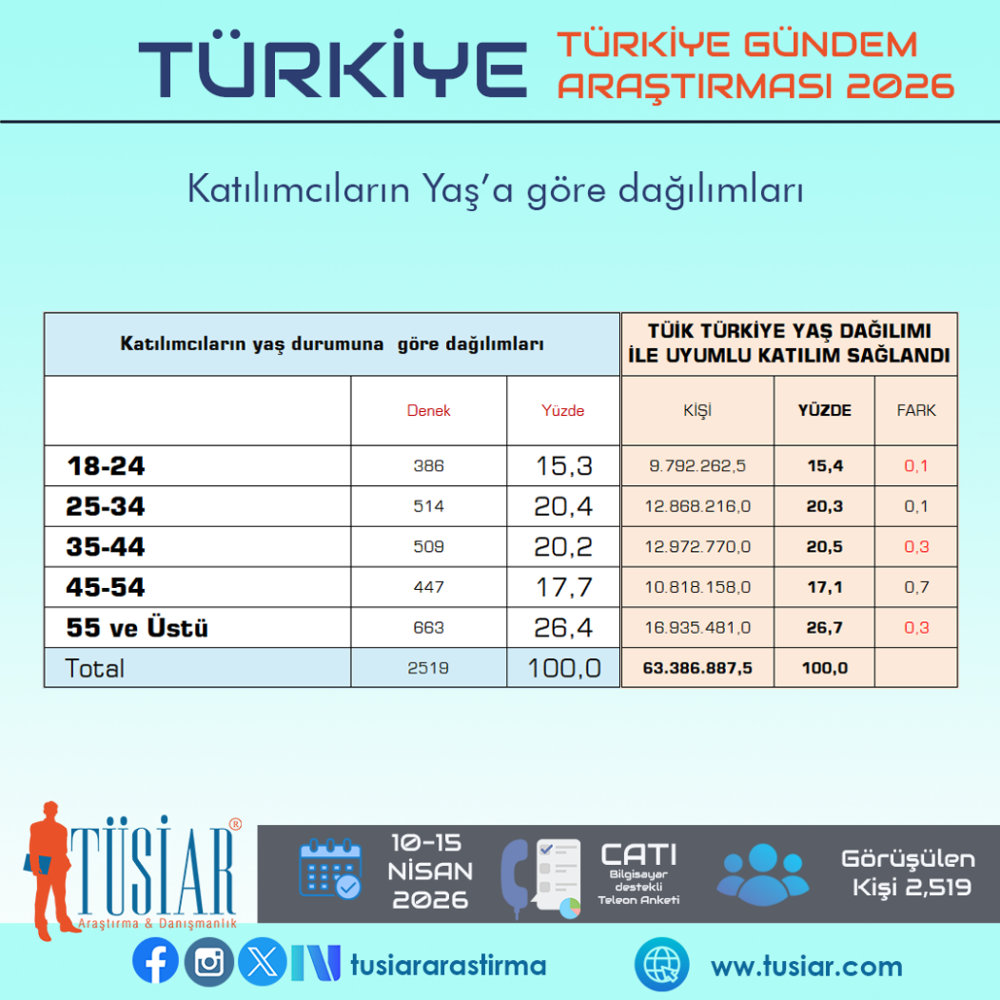 TÜRKİYE
TÜRKİYE GÜNDEM
ARAŞTIRMASI 2026
Katılımcıların Yaş’a göre dağılımları
Katılımcıların yaş durumuna göre dağılımları
TÜİK TÜRKİYE YAŞ DAĞILIMI
İLE UYUMLU KATILIM SAĞLANDI
Denek Yüzde KİŞİ YÜZDE FARK
18-24 386 15,3 9.792.262,5 15,4 0,1
25-34 514 20,4 12.868.216,0 20,3 0,1
35-44 509 20,2 12.972.770,0 20,5 0,3
45-54 447 17,7 10.818.158,0 17,1 0,7
55 ve Üstü 663 26,4 16.935.481,0 26,7 0,3
Total 2519 100,0 63.386.887,5 100,0
TÜSİAR®
Araştırma & Danışmanlık
10-15
NİSAN
2026
CATI
Bilgisayar
destekli
Teleon Anketi
Görüşülen
Kişi 2,519
tusiararastirma
ww.tusiar.com